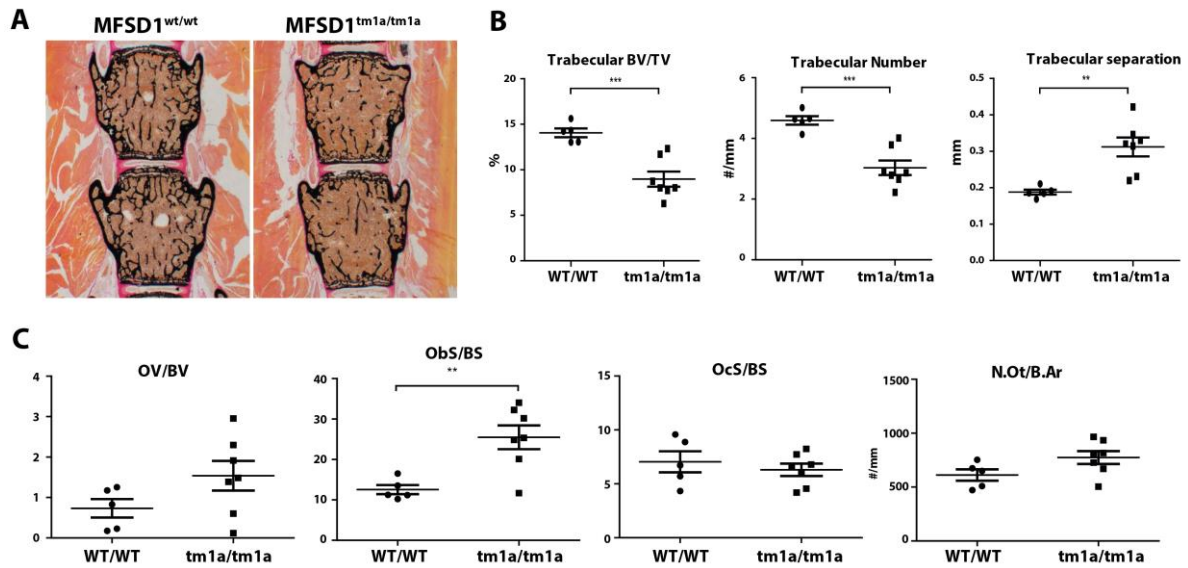 A
MFSD1wt/wt
MFSD1tm1a/tm1a
B
Trabecular BV/TV
***
20
15
10
5
0
%
WT/WT
tm1a/tm1a
Trabecular Number
***
6
4
2
0
#/mm
WT/WT
tm1a/tm1a
Trabecular separation
**
0.5
0.4
0.3
0.2
0.1
0.0
mm
WT/WT
tm1a/tm1a
C
OV/BV
4
3
2
1
0
WT/WT
tm1a/tm1a
ObS/BS
**
40
30
20
10
0
WT/WT
tm1a/tm1a
OcS/BS
15
10
5
0
WT/WT
tm1a/tm1a
N.Ot/B.Ar
1500
1000
500
0
#/mm
WT/WT
tm1a/tm1a